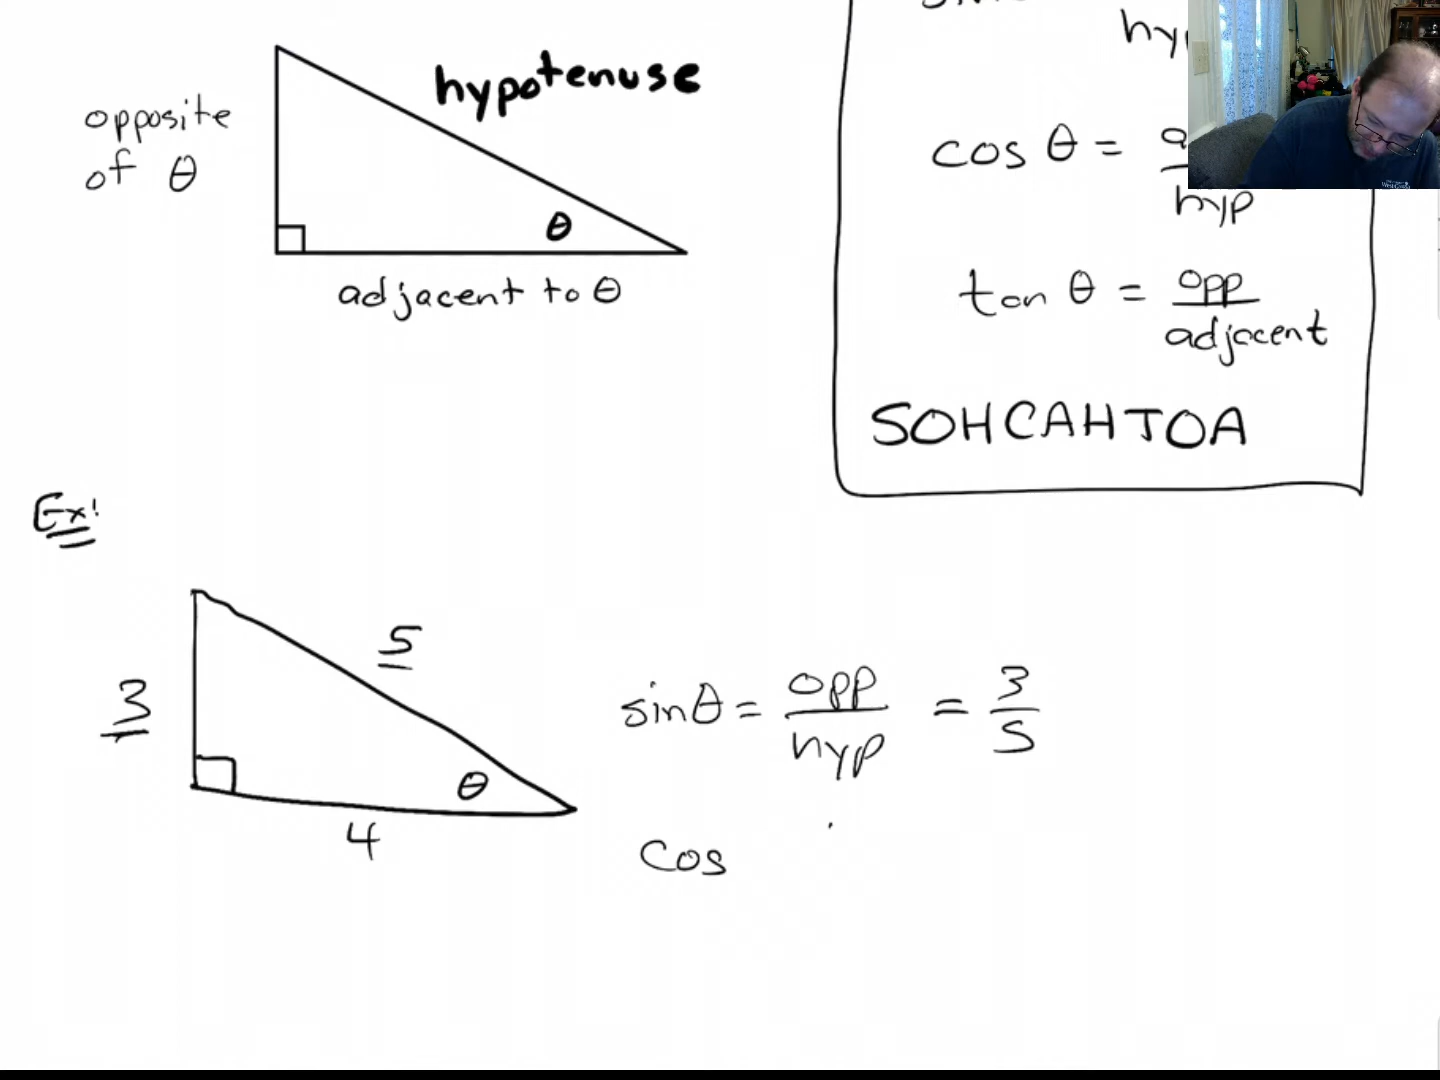 hypotenuse
opposite
of θ
θ
adjacent to θ
cos θ =
hyp
tan θ = opp
adjacent
SOHCAHTOA
Ex:
3
5
θ
4
sinθ = opp = 3
hyp 5
cos